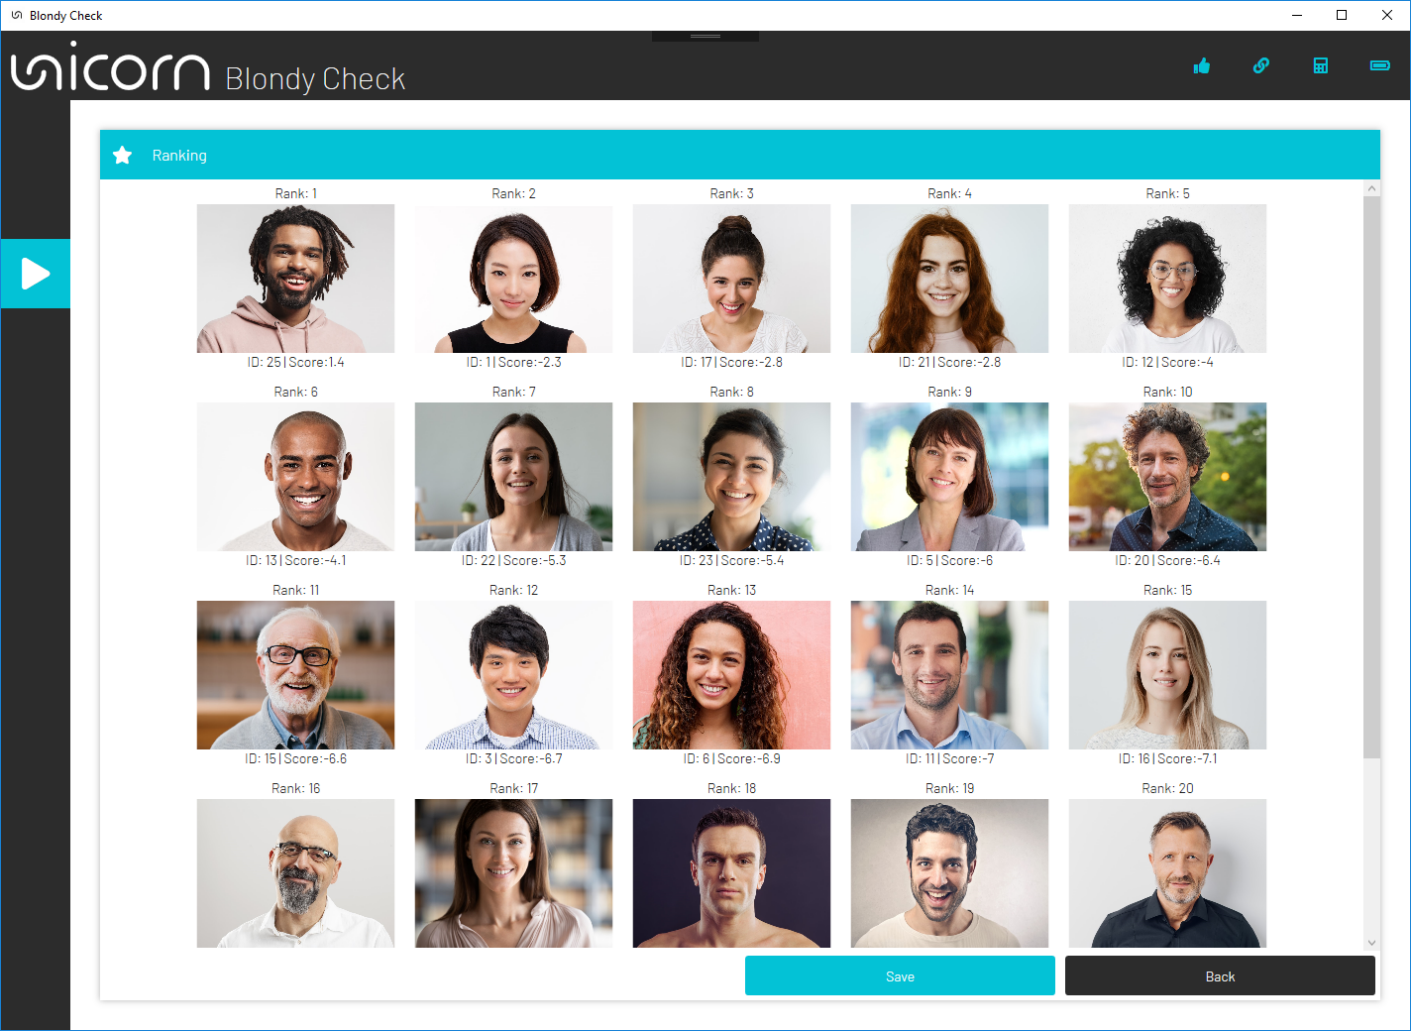 Blondy Check
unicorn Blondy Check
Ranking
Rank: 1
Rank: 2
Rank: 3
Rank: 4
Rank: 5
ID: 25 | Score:1.4
ID: 1 | Score:-2.3
ID: 17 | Score:-2.8
ID: 21 | Score:-2.8
ID: 12 | Score:-4
Rank: 6
Rank: 7
Rank: 8
Rank: 9
Rank: 10
ID: 13 | Score:-4.1
ID: 22 | Score:-5.3
ID: 23 | Score:-5.4
ID: 5 | Score:-6
ID: 20 | Score:-6.4
Rank: 11
Rank: 12
Rank: 13
Rank: 14
Rank: 15
ID: 15 | Score:-6.6
ID: 3 | Score:-6.7
ID: 6 | Score:-6.9
ID: 11 | Score:-7
ID: 16 | Score:-7.1
Rank: 16
Rank: 17
Rank: 18
Rank: 19
Rank: 20
Save
Back